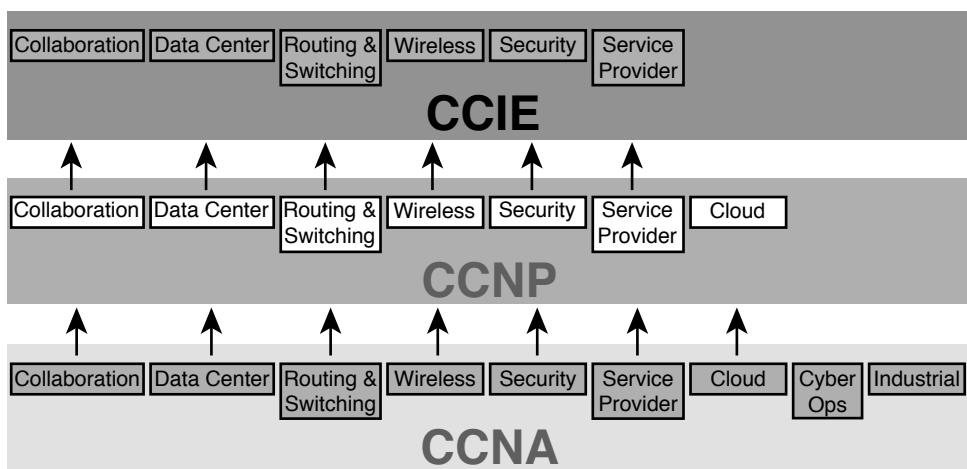 Collaboration Data Center Routing & Wireless Security Service
Switching Provider
CCIE
Collaboration Data Center Routing & Wireless Security Service Cloud
Switching Provider
CCNP
Collaboration Data Center Routing & Wireless Security Service Cloud Cyber Industrial
Switching Provider Ops
CCNA